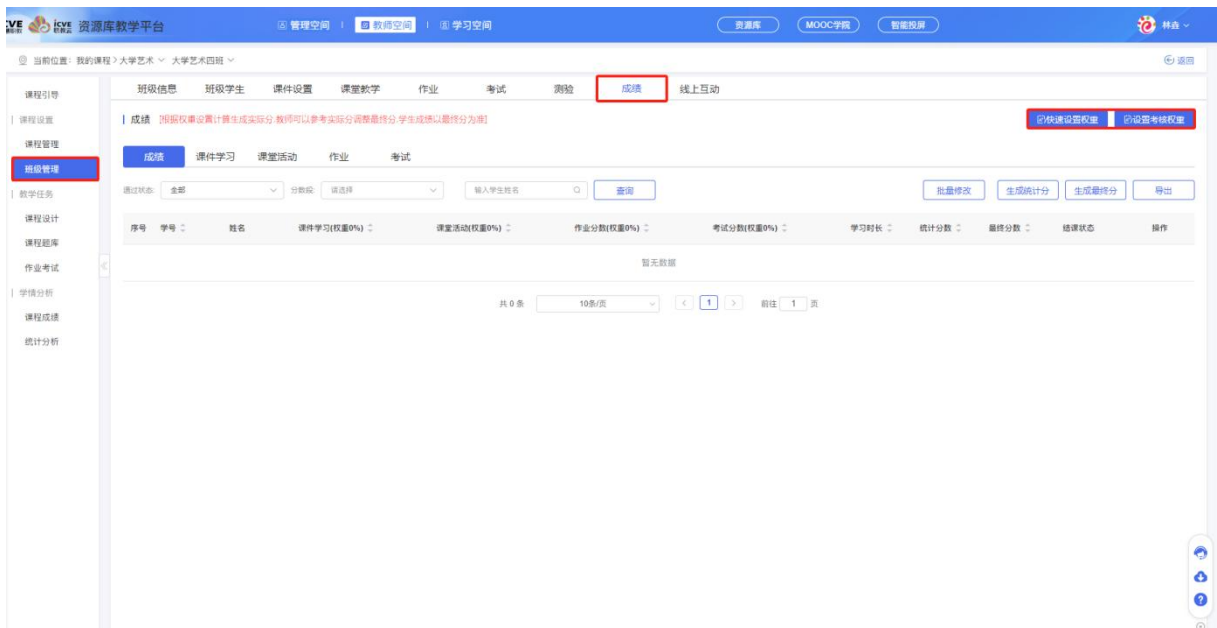 icve 资源库教学平台 管理空间 教师空间 学习空间 资源库 MOOC学院 智能投屏
当前位置: 我的课程 > 大学艺术 大学艺术四班 返回
课程引导
课程设置
课程管理
班级管理
教学任务
课程设计
课程题库
作业考试
学情分析
课程成绩
统计分析
班级信息 班级学生 课件设置 课堂教学 作业 考试 测验 成绩 线上互动
成绩 [根据权重设置计算生成实际分.教师可以参考实际分调整最终分.学生成绩以最终分为准] 快速设置权重 设置考核权重
成绩 课件学习 课堂活动 作业 考试
通过状态: 全部 分数段: 请选择 输入学生姓名 查询 批量修改 生成统计分 生成最终分 导出
序号 学号 姓名 课件学习(权重0%) 课堂活动(权重0%) 作业分数(权重0%) 考试分数(权重0%) 学习时长 统计分数 最终分数 结课状态 操作
暂无数据
共 0 条 10条/页 < 1 > 前往 1 页